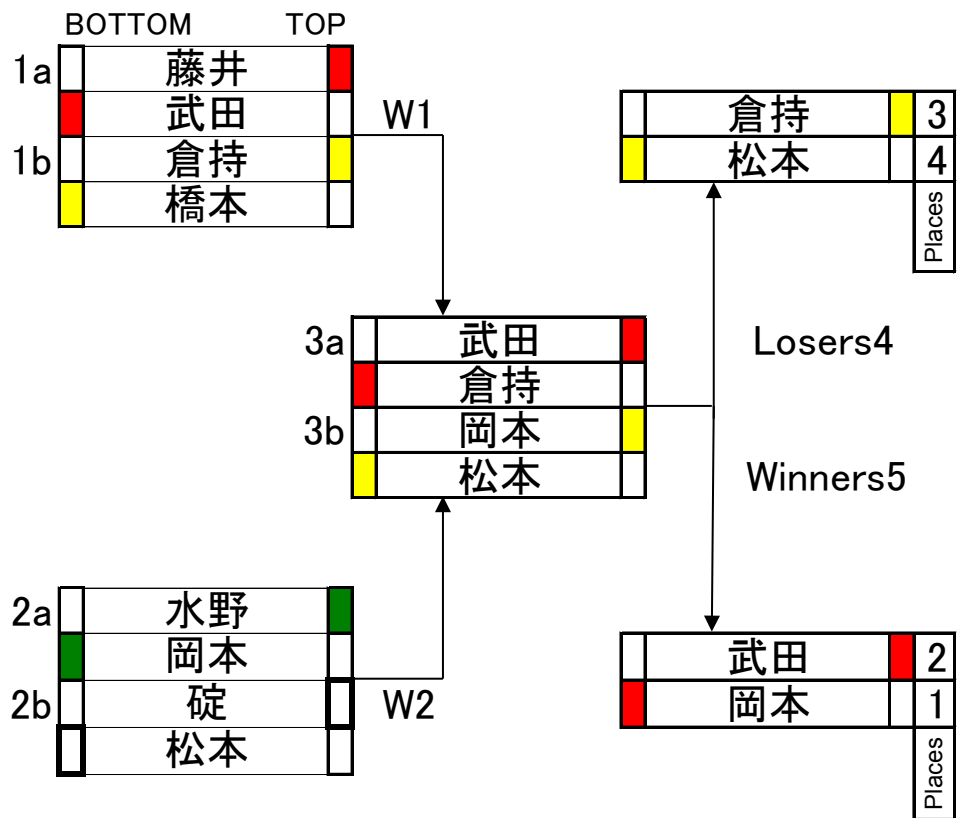 BOTTOM TOP
1a 藤井
武田
1b 倉持
橋本
W1
倉持 3
松本 4
Places
3a 武田
倉持
3b 岡本
松本
Losers4
Winners5
2a 水野
岡本
2b 碇
松本
W2
武田 2
岡本 1
Places